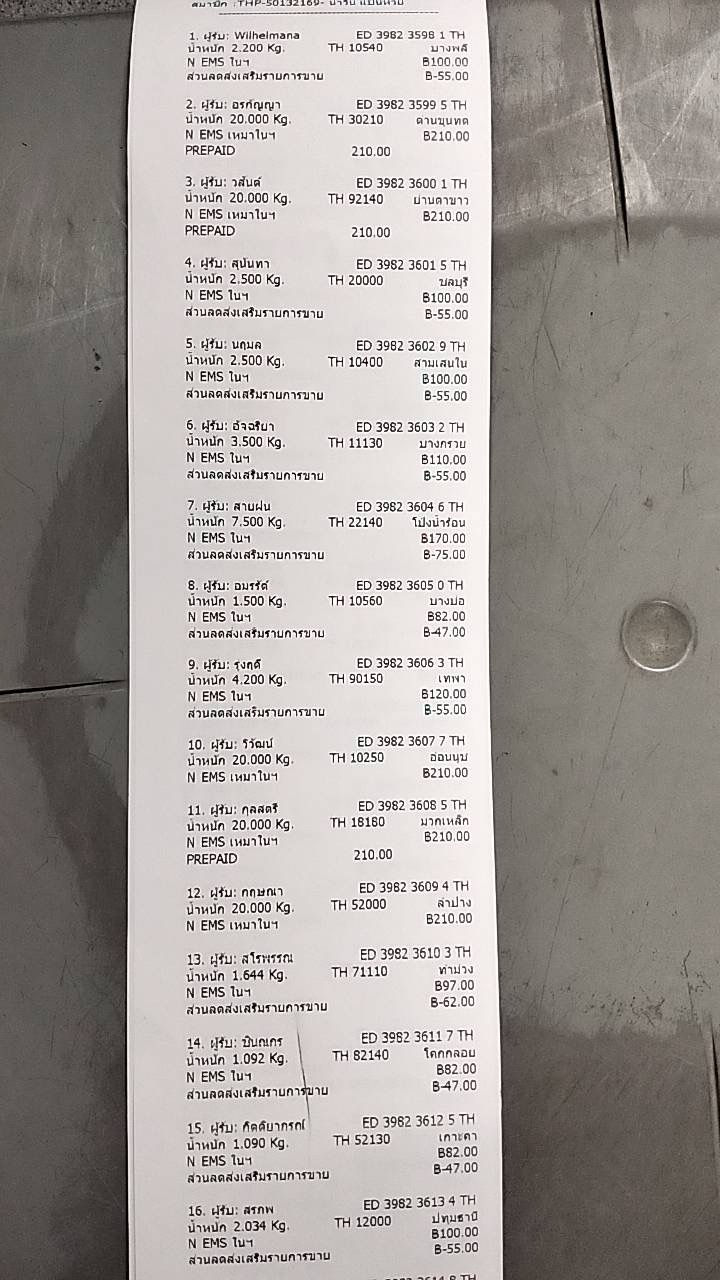 สมาชิก :THP-50132169-
1. ผู้รับ: Wilhelmana ED 3982 3598 1 TH
น้ำหนัก 2.200 Kg. TH 10540 บางพลี
N EMS ในฯ ฿100.00
ส่วนลดส่งเสริมรายการขาย ฿-55.00
2. ผู้รับ: อรกัญญา ED 3982 3599 5 TH
น้ำหนัก 20.000 Kg. TH 30210 ด่านขุนทด
N EMS เหมาในฯ ฿210.00
PREPAID 210.00
3. ผู้รับ: วสันต์ ED 3982 3600 1 TH
น้ำหนัก 20.000 Kg. TH 92140 ย่านตาขาว
N EMS เหมาในฯ ฿210.00
PREPAID 210.00
4. ผู้รับ: สุนันทา ED 3982 3601 5 TH
น้ำหนัก 2.500 Kg. TH 20000 ชลบุรี
N EMS ในฯ ฿100.00
ส่วนลดส่งเสริมรายการขาย ฿-55.00
5. ผู้รับ: นฤมล ED 3982 3602 9 TH
น้ำหนัก 2.500 Kg. TH 10400 สามเสนใน
N EMS ในฯ ฿100.00
ส่วนลดส่งเสริมรายการขาย ฿-55.00
6. ผู้รับ: อัจฉริยา ED 3982 3603 2 TH
น้ำหนัก 3.500 Kg. TH 11130 บางกรวย
N EMS ในฯ ฿110.00
ส่วนลดส่งเสริมรายการขาย ฿-55.00
7. ผู้รับ: สายฝน ED 3982 3604 6 TH
น้ำหนัก 7.500 Kg. TH 22140 โป่งน้ำร้อน
N EMS ในฯ ฿170.00
ส่วนลดส่งเสริมรายการขาย ฿-75.00
8. ผู้รับ: อมรรัต์ ED 3982 3605 0 TH
น้ำหนัก 1.500 Kg. TH 10560 บางบ่อ
N EMS ในฯ ฿82.00
ส่วนลดส่งเสริมรายการขาย ฿-47.00
9. ผู้รับ: รุ่งฤดี ED 3982 3606 3 TH
น้ำหนัก 4.200 Kg. TH 90150 เทพา
N EMS ในฯ ฿120.00
ส่วนลดส่งเสริมรายการขาย ฿-55.00
10. ผู้รับ: วิวัฒน์ ED 3982 3607 7 TH
น้ำหนัก 20.000 Kg. TH 10250 อ่อนนุช
N EMS เหมาในฯ ฿210.00
11. ผู้รับ: กุลสตรี ED 3982 3608 5 TH
น้ำหนัก 20.000 Kg. TH 18180 มวกเหล็ก
N EMS เหมาในฯ ฿210.00
PREPAID 210.00
12. ผู้รับ: กฤษณา ED 3982 3609 4 TH
น้ำหนัก 20.000 Kg. TH 52000 ลำปาง
N EMS เหมาในฯ ฿210.00
13. ผู้รับ: สโรพรรณ ED 3982 3610 3 TH
น้ำหนัก 1.644 Kg. TH 71110 ท่าม่วง
N EMS ในฯ ฿97.00
ส่วนลดส่งเสริมรายการขาย ฿-62.00
14. ผู้รับ: ชินณกร ED 3982 3611 7 TH
น้ำหนัก 1.092 Kg. TH 82140 โคกกลอย
N EMS ในฯ ฿82.00
ส่วนลดส่งเสริมรายการขาย ฿-47.00
15. ผู้รับ: กิตติยากรณ์ ED 3982 3612 5 TH
น้ำหนัก 1.090 Kg. TH 52130 เกาะคา
N EMS ในฯ ฿82.00
ส่วนลดส่งเสริมรายการขาย ฿-47.00
16. ผู้รับ: สรภพ ED 3982 3613 4 TH
น้ำหนัก 2.034 Kg. TH 12000 ปทุมธานี
N EMS ในฯ ฿100.00
ส่วนลดส่งเสริมรายการขาย ฿-55.00